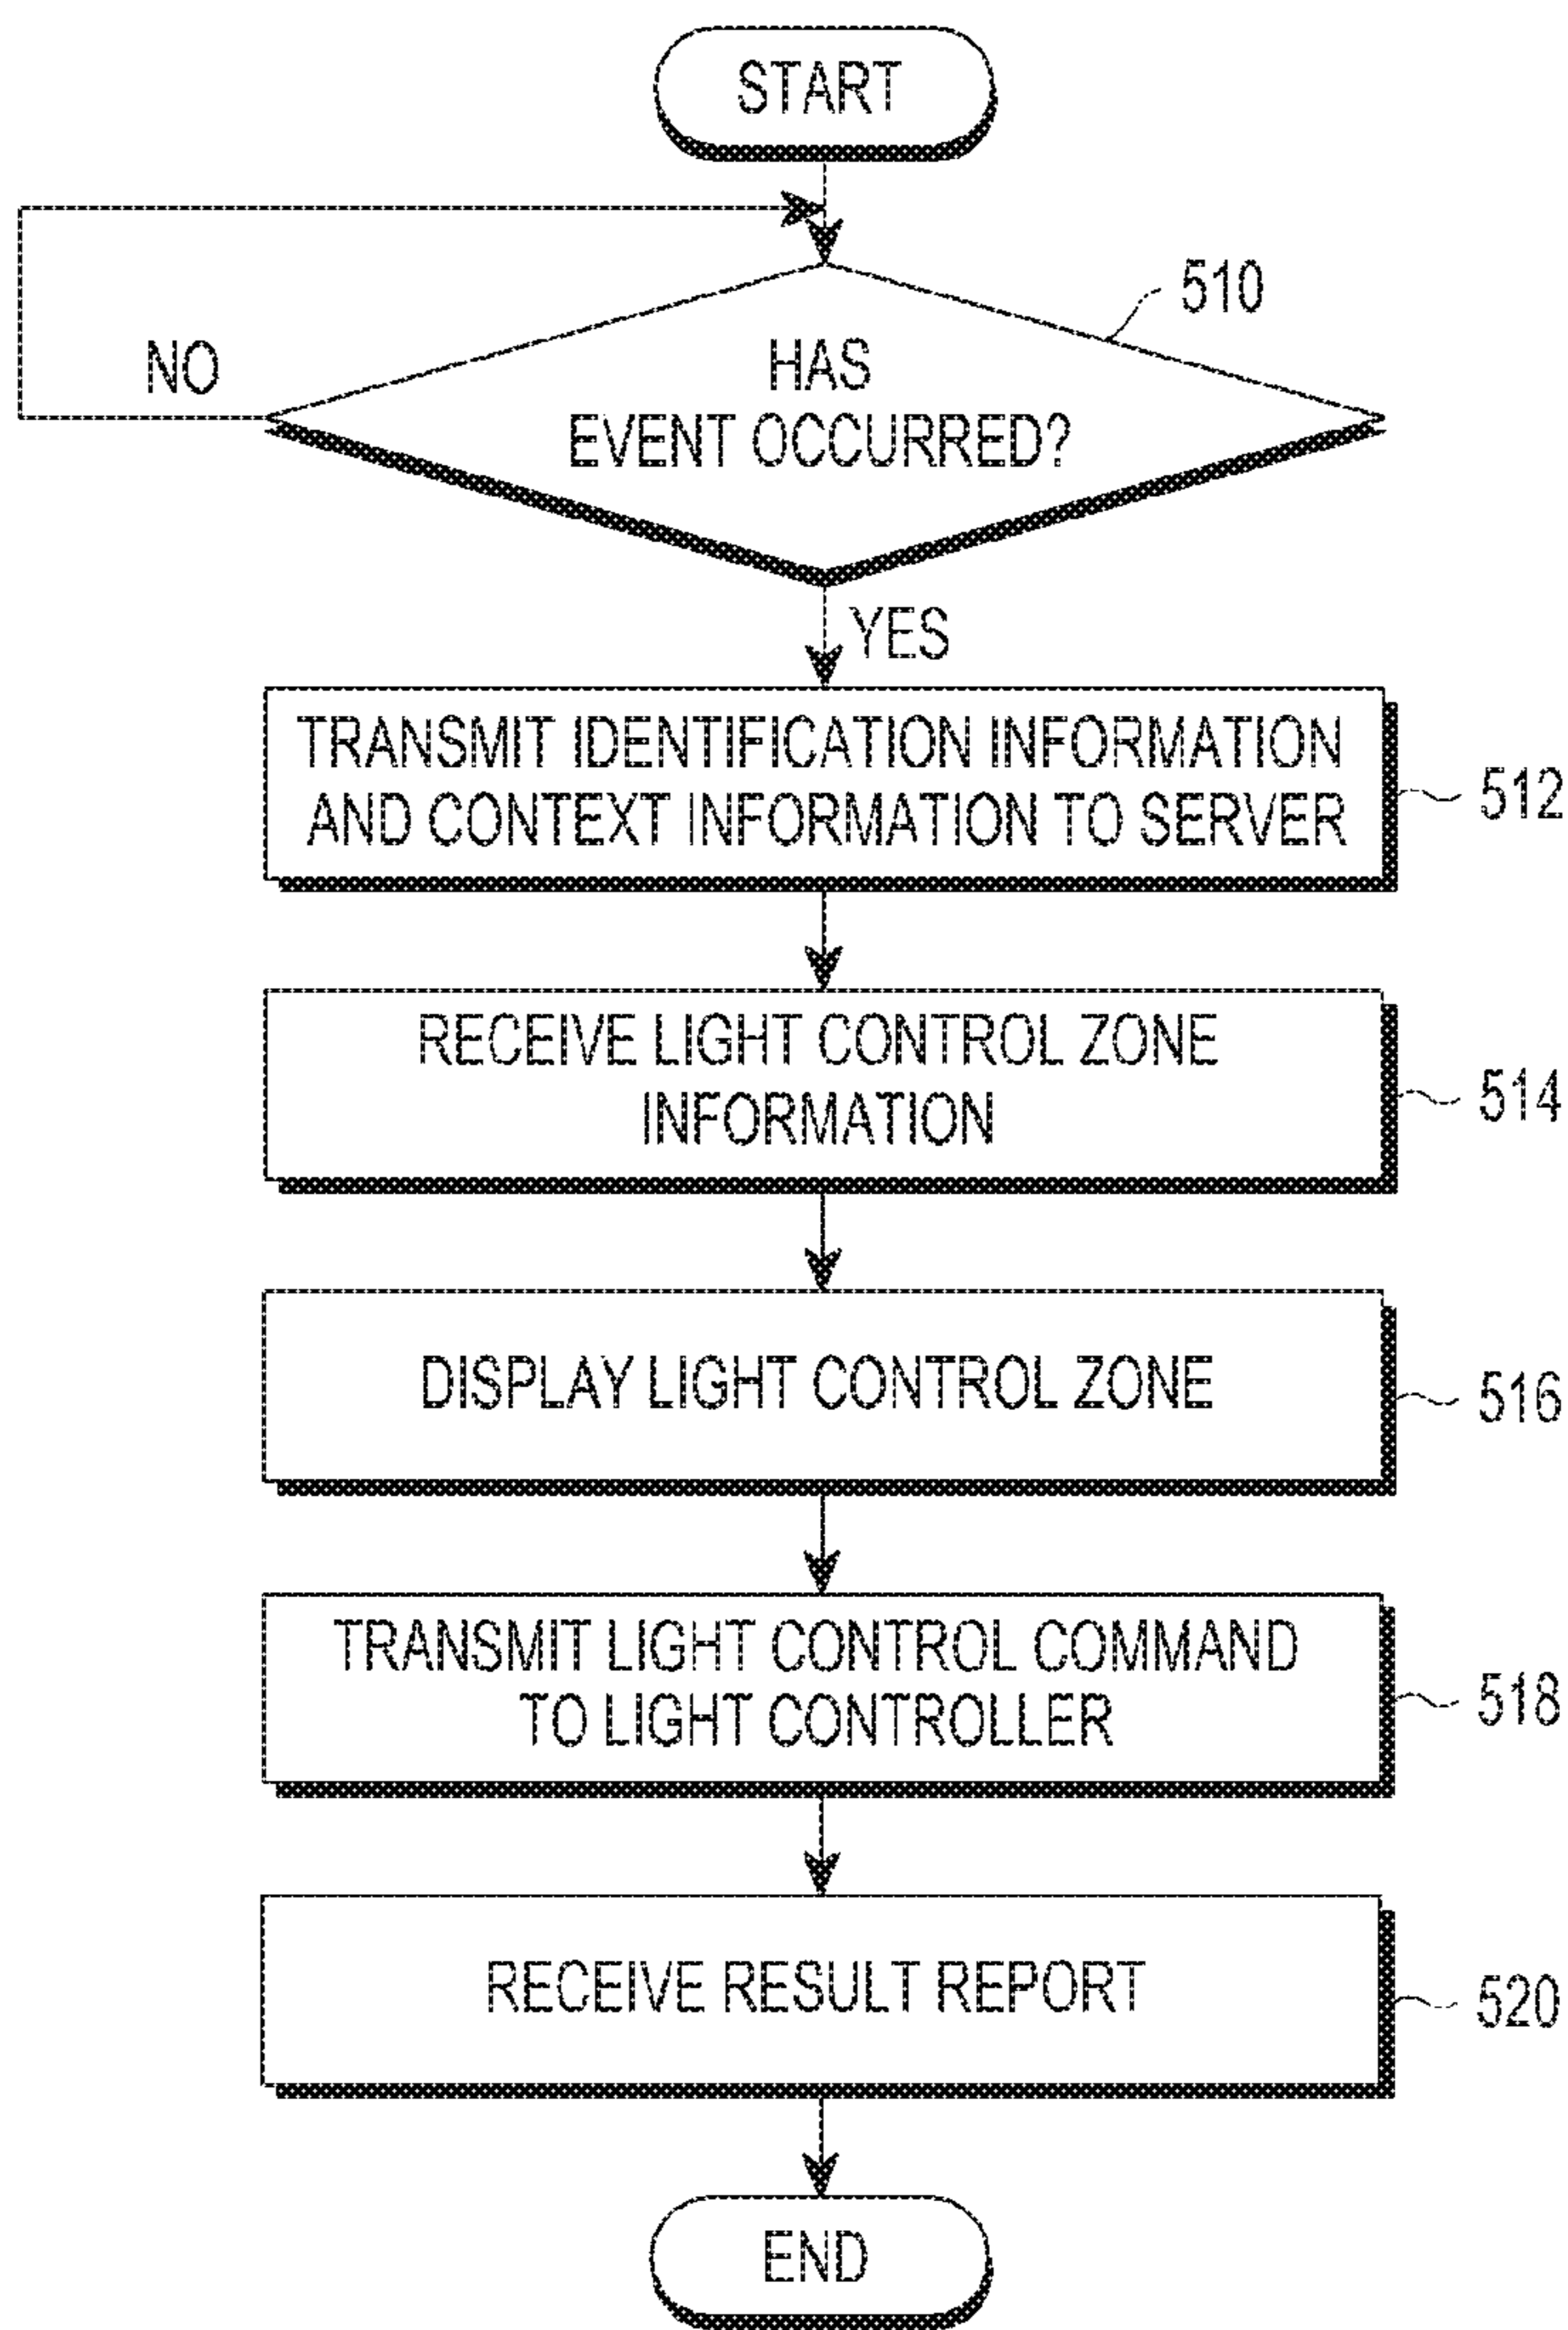 START
510
NO
HAS
EVENT OCCURRED?
YES
TRANSMIT IDENTIFICATION INFORMATION
AND CONTEXT INFORMATION TO SERVER
512
RECEIVE LIGHT CONTROL ZONE
INFORMATION
514
DISPLAY LIGHT CONTROL ZONE
516
TRANSMIT LIGHT CONTROL COMMAND
TO LIGHT CONTROLLER
518
RECEIVE RESULT REPORT
520
END